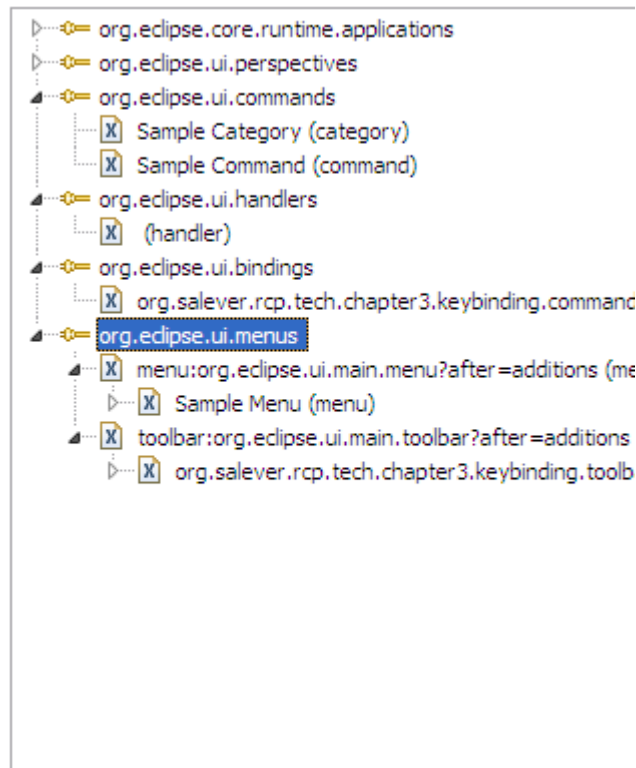 org.eclipse.core.runtime.applications
org.eclipse.ui.perspectives
org.eclipse.ui.commands
Sample Category (category)
Sample Command (command)
org.eclipse.ui.handlers
(handler)
org.eclipse.ui.bindings
org.salever.rcp.tech.chapter3.keybinding.command
org.eclipse.ui.menus
menu:org.eclipse.ui.main.menu?after=additions (me
Sample Menu (menu)
toolbar:org.eclipse.ui.main.toolbar?after=additions
org.salever.rcp.tech.chapter3.keybinding.toolb